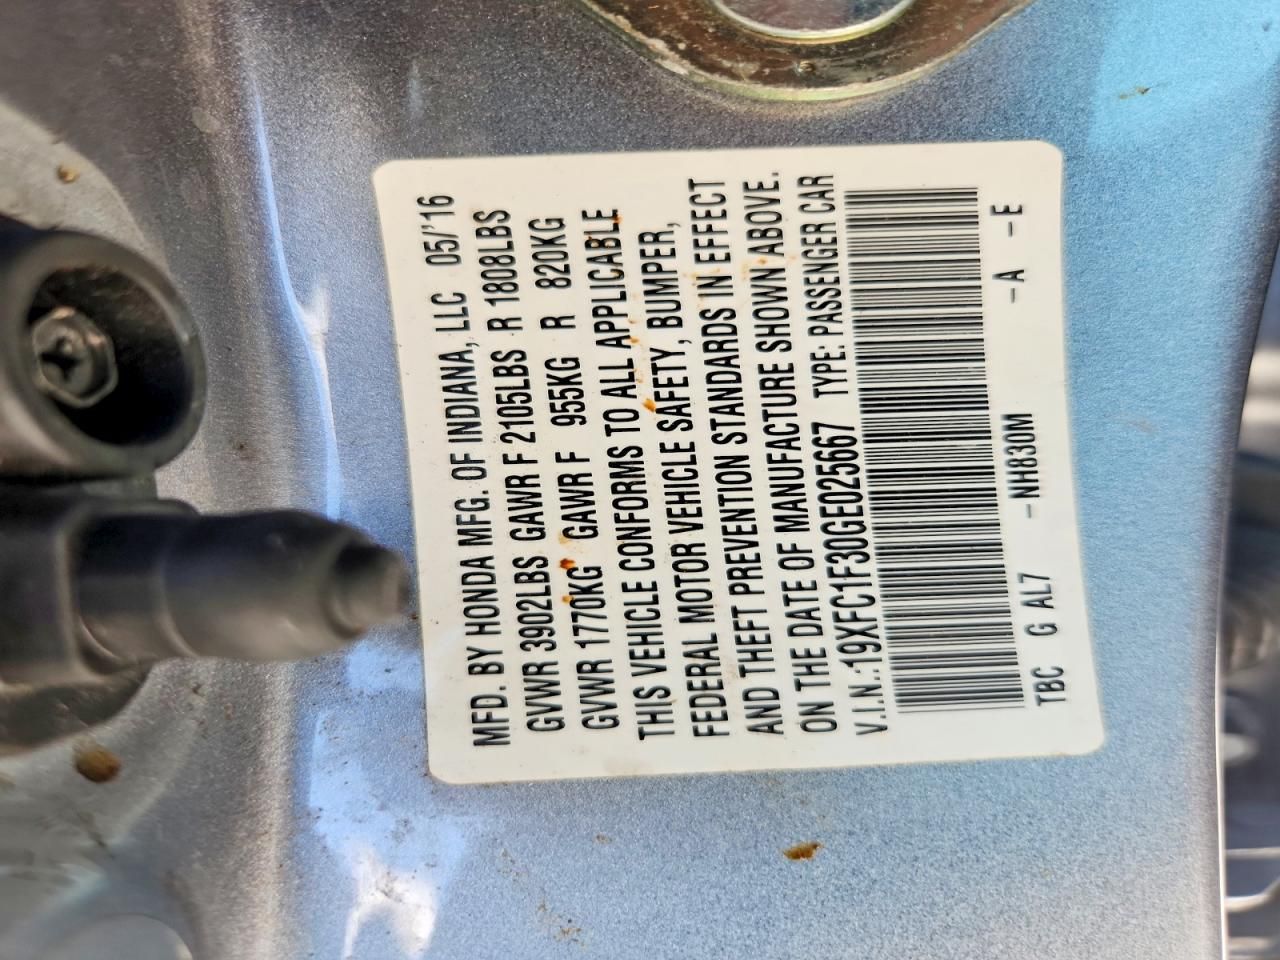 MFD. BY HONDA MFG. OF INDIANA, LLC 05/'16
GVWR 3902LBS GAWR F 2105LBS R 1808LBS
GVWR 1770KG GAWR F 955KG R 820KG
THIS VEHICLE CONFORMS TO ALL APPLICABLE
FEDERAL MOTOR VEHICLE SAFETY, BUMPER,
AND THEFT PREVENTION STANDARDS IN EFFECT
ON THE DATE OF MANUFACTURE SHOWN ABOVE.
V.I.N.:19XFC1F30GE025667 TYPE: PASSENGER CAR
TBC G AL7 -NH830M -A -E